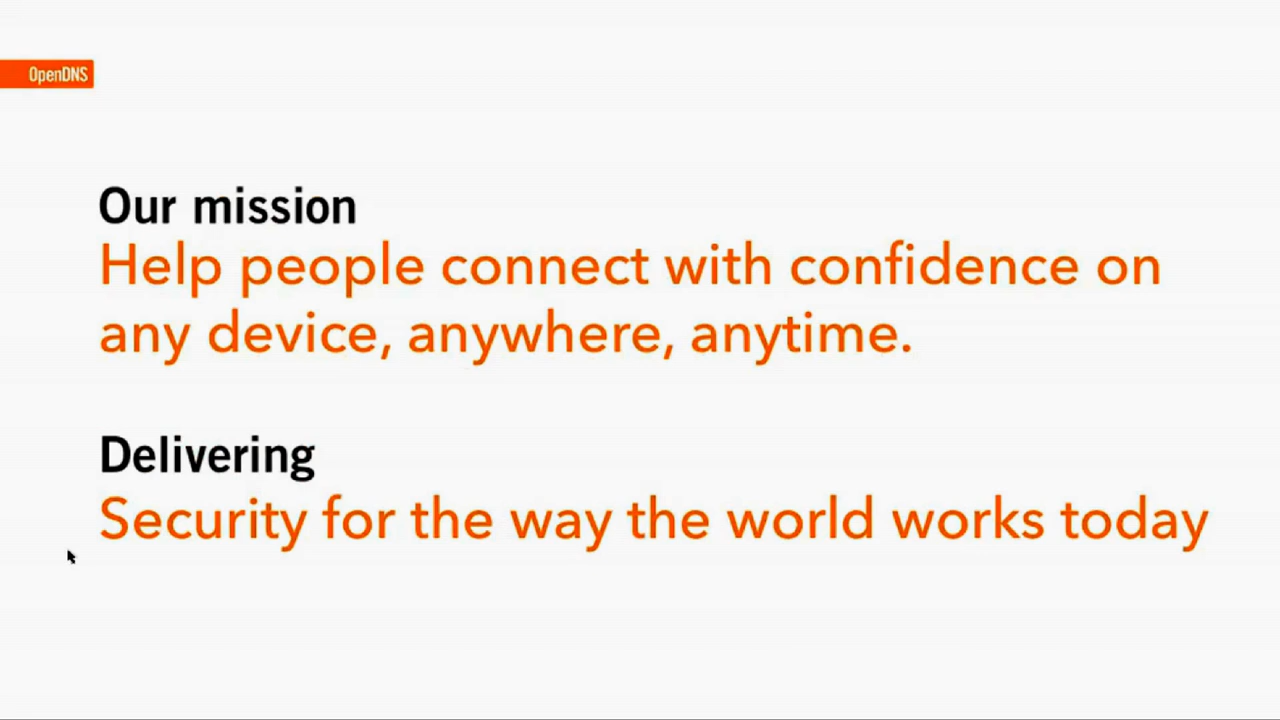 OpenDNS
Our mission
Help people connect with confidence on
any device, anywhere, anytime.
Delivering
Security for the way the world works today